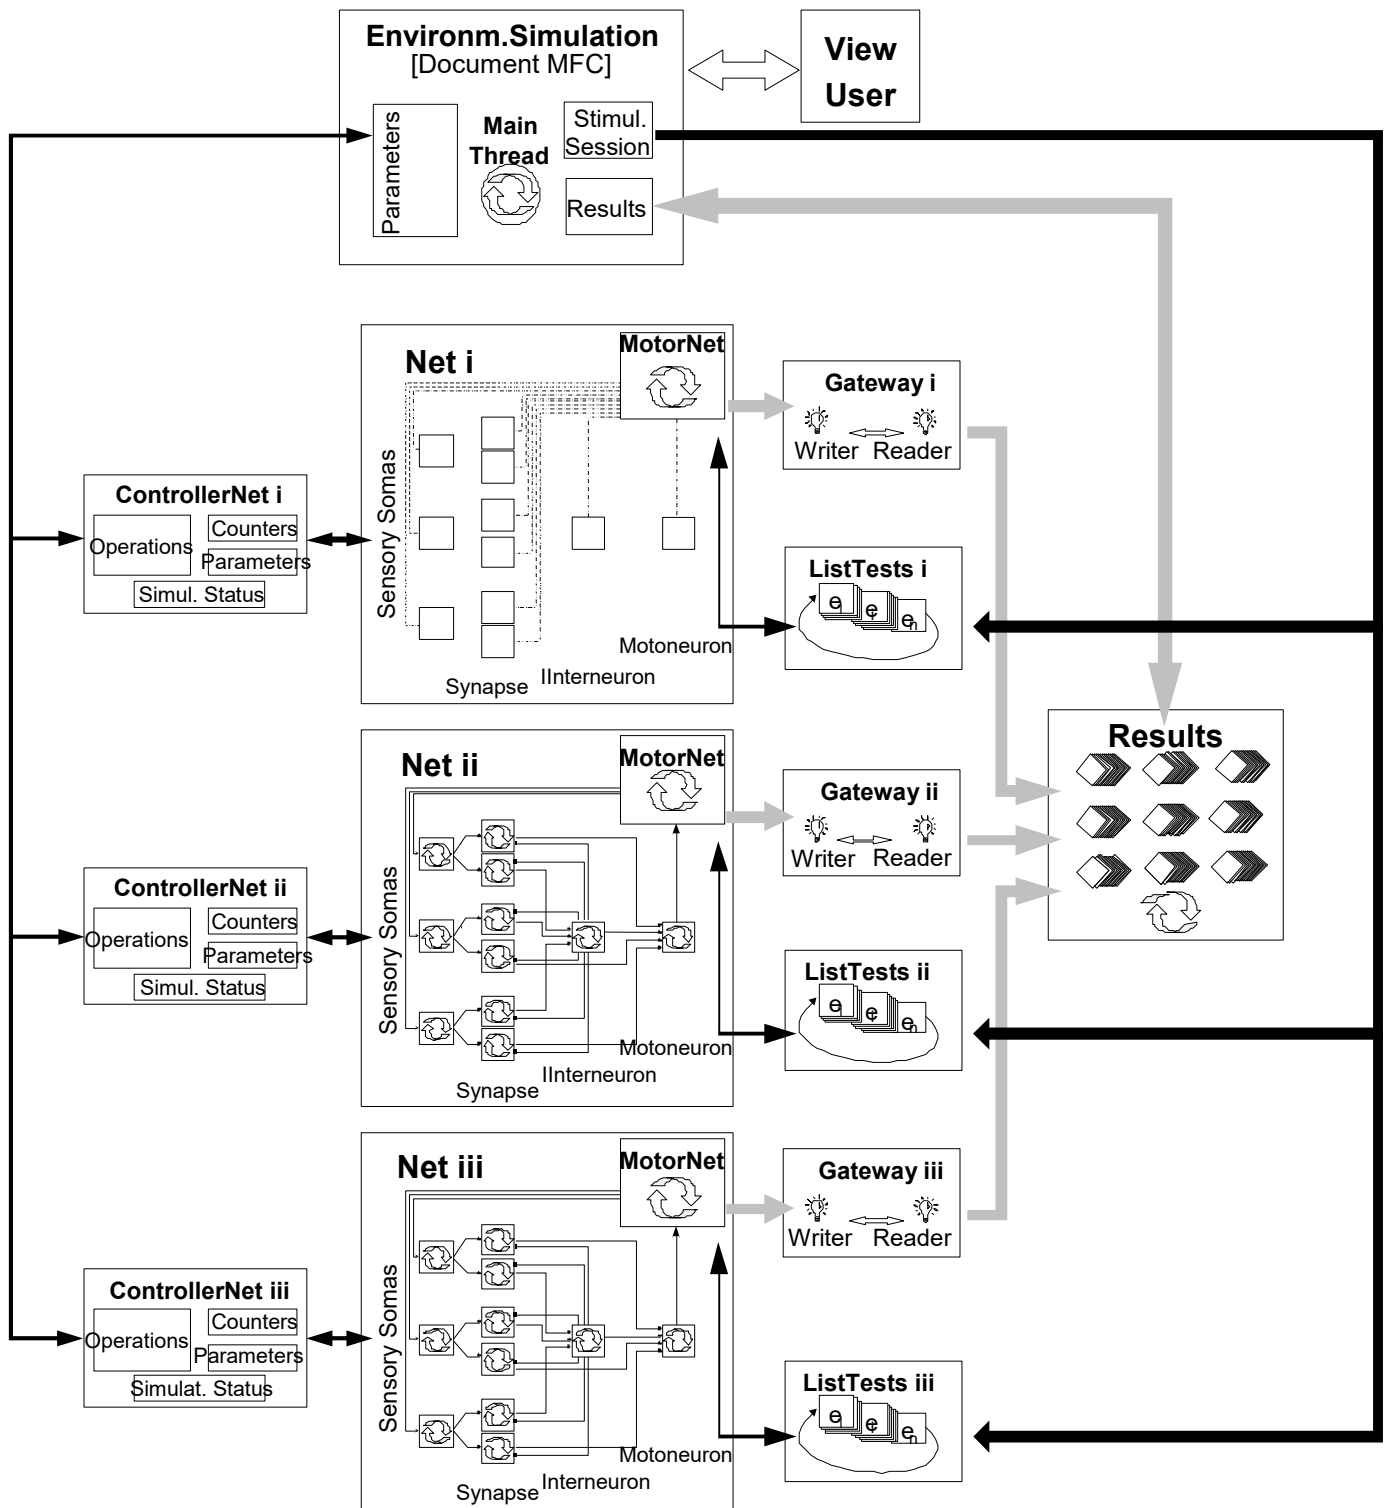 Environm.Simulation
[Document MFC]
View
User
Parameters
Main
Thread
Stimul.
Session
Results
Net i
MotorNet
Gateway i
Writer
Reader
Sensory Somas
ControllerNet i
Operations
Counters
Parameters
Simul. Status
ListTests i
e
e
e n
Motoneuron
IInterneuron
Synapse
Results
Net ii
MotorNet
Gateway ii
Writer
Reader
Sensory Somas
ControllerNet ii
Operations
Counters
Parameters
Simul. Status
ListTests ii
e
e
e n
Motoneuron
IInterneuron
Synapse
Net iii
MotorNet
Gateway iii
Writer
Reader
Sensory Somas
ControllerNet iii
Operations
Counters
Parameters
Simulat. Status
ListTests iii
e
e
e n
Motoneuron
Interneuron
Synapse